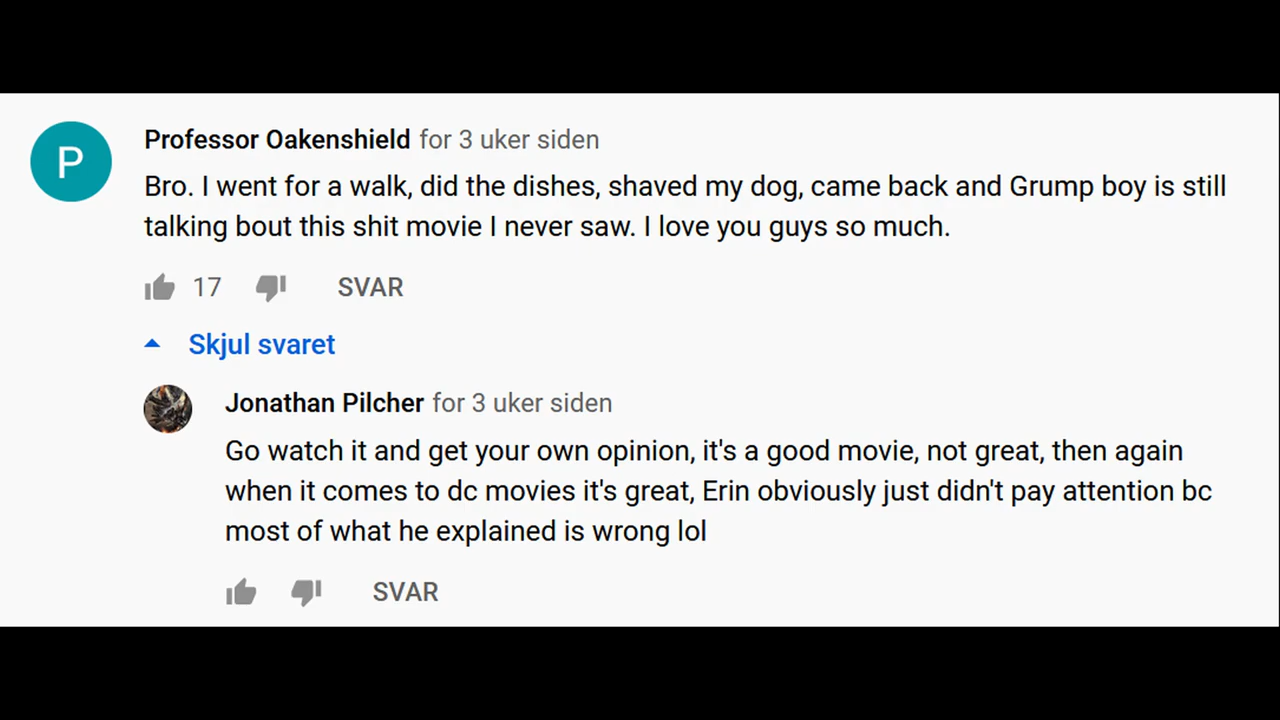 P
Professor Oakenshield for 3 uker siden
Bro. I went for a walk, did the dishes, shaved my dog, came back and Grump boy is still
talking bout this shit movie I never saw. I love you guys so much.
17 SVAR
Skjul svaret
Jonathan Pilcher for 3 uker siden
Go watch it and get your own opinion, it's a good movie, not great, then again
when it comes to dc movies it's great, Erin obviously just didn't pay attention bc
most of what he explained is wrong lol
SVAR